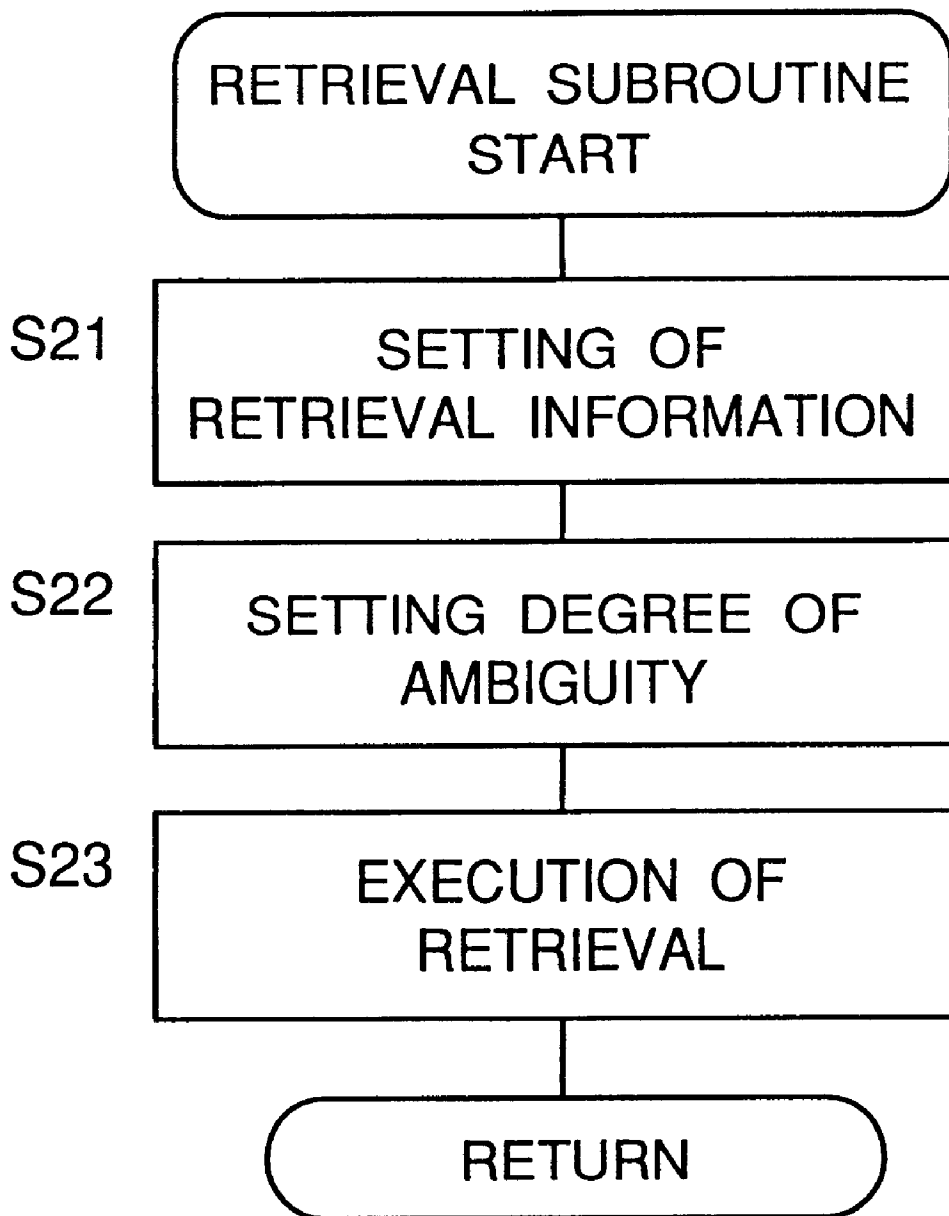 RETRIEVAL SUBROUTINE
START
S21
SETTING OF
RETRIEVAL INFORMATION
S22
SETTING DEGREE OF
AMBIGUITY
S23
EXECUTION OF
RETRIEVAL
RETURN